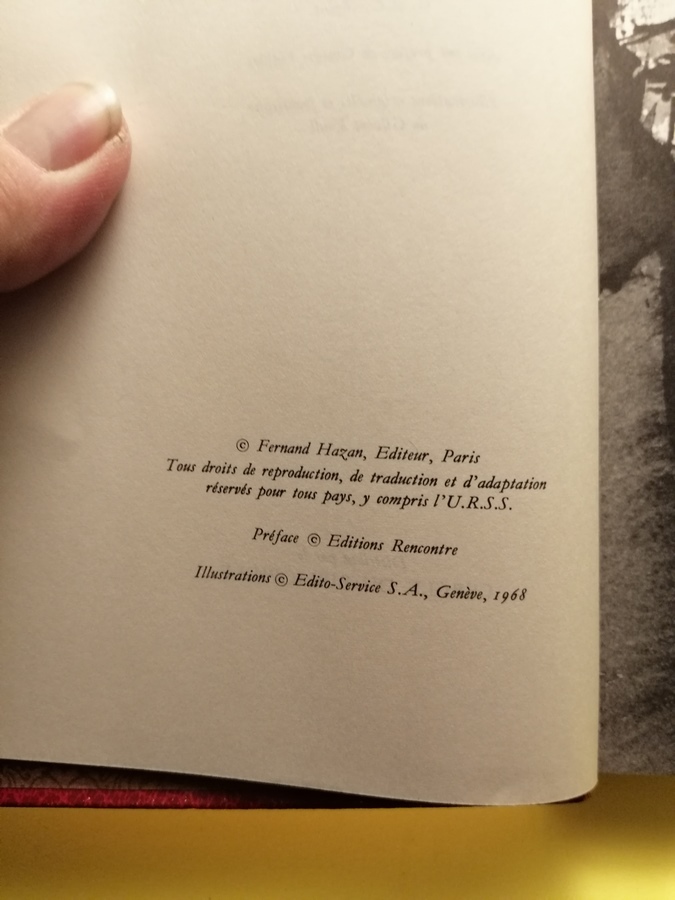 © Fernand Hazan, Editeur, Paris
Tous droits de reproduction, de traduction et d'adaptation
réservés pour tous pays, y compris l'U.R.S.S.
Préface © Editions Rencontre
Illustrations © Edito-Service S.A., Genève, 1968